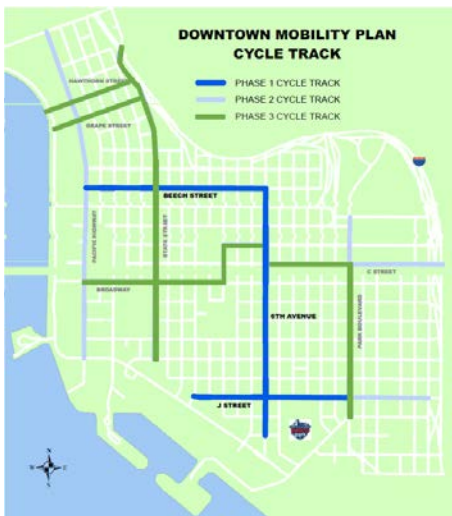 DOWNTOWN MOBILITY PLAN
CYCLE TRACK
PHASE 1 CYCLE TRACK
PHASE 2 CYCLE TRACK
PHASE 3 CYCLE TRACK
HAWTHORN STREET
GRAPE STREET
BEECH STREET
PACIFIC HIGHWAY
STATE STREET
C STREET
BROADWAY
6TH AVENUE
PARK BOULEVARD
J STREET
N
W
E
S